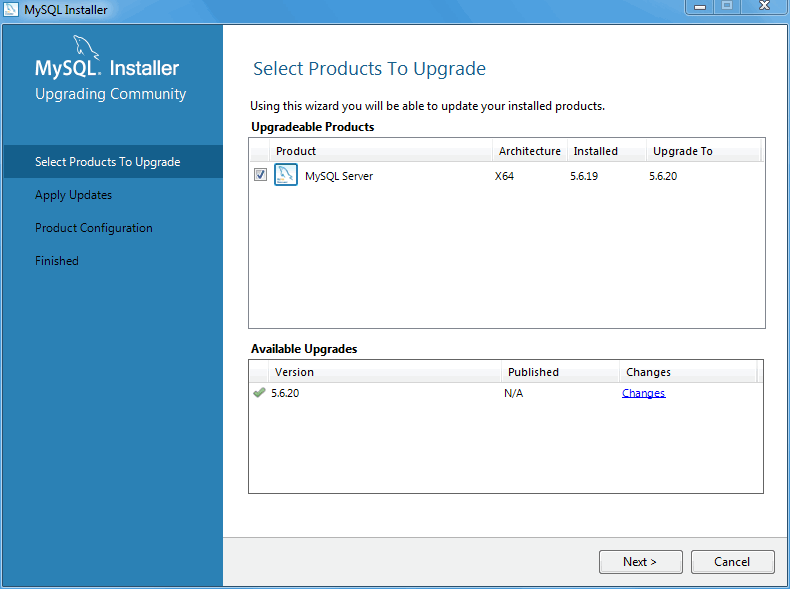 MySQL Installer
MySQL. Installer
Upgrading Community
Select Products To Upgrade
Apply Updates
Product Configuration
Finished
Select Products To Upgrade
Using this wizard you will be able to update your installed products.
Upgradeable Products
Product Architecture Installed Upgrade To
MySQL Server X64 5.6.19 5.6.20
Available Upgrades
Version Published Changes
5.6.20 N/A Changes
Next > Cancel